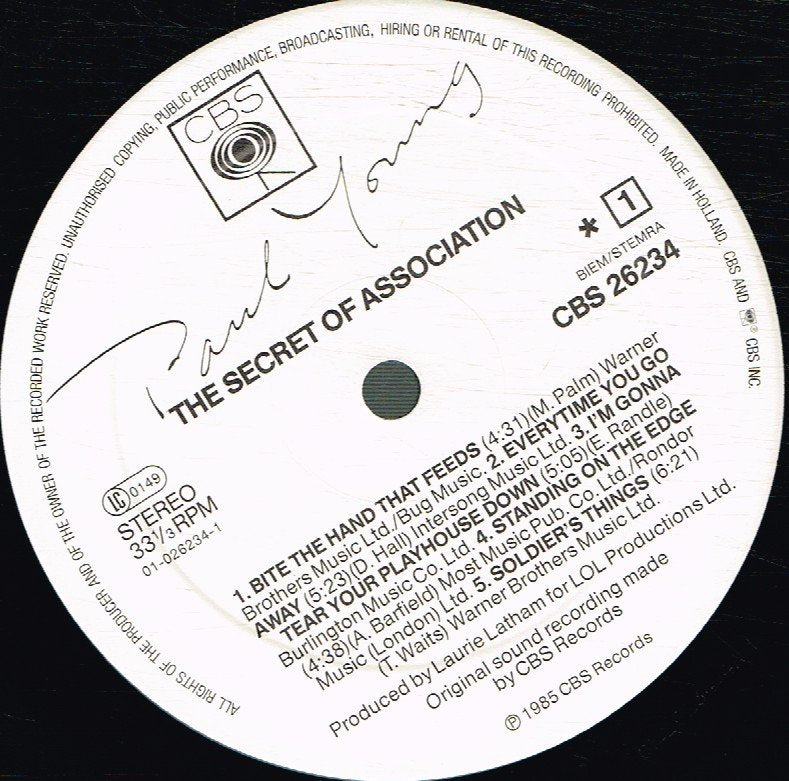 ALL RIGHTS OF THE PRODUCER AND OF THE OWNER OF THE RECORDED WORK RESERVED. UNAUTHORISED COPYING, PUBLIC PERFORMANCE, BROADCASTING, HIRING OR RENTAL OF THIS RECORDING PROHIBITED. MADE IN HOLLAND. CBS AND ® CBS INC.
CBS
Paul Young
THE SECRET OF ASSOCIATION
* 1
BIEM/STEMRA
CBS 26234
LC 0149
STEREO
33 1/3 RPM
01-026234-1
1. BITE THE HAND THAT FEEDS (4:31)(M. Palm) Warner
Brothers Music Ltd./Bug Music. 2. EVERYTIME YOU GO
AWAY (5:23)(D. Hall) Intersong Music Ltd. 3. I'M GONNA
TEAR YOUR PLAYHOUSE DOWN (5:05)(E. Randle)
Burlington Music Co. Ltd. 4. STANDING ON THE EDGE
(4:38)(A. Barfield) Most Music Pub. Co. Ltd./Rondor
Music (London) Ltd. 5. SOLDIER'S THINGS (6:21)
(T. Waits) Warner Brothers Music Ltd.
Produced by Laurie Latham for LOL Productions Ltd.
Original sound recording made
by CBS Records
℗ 1985 CBS Records